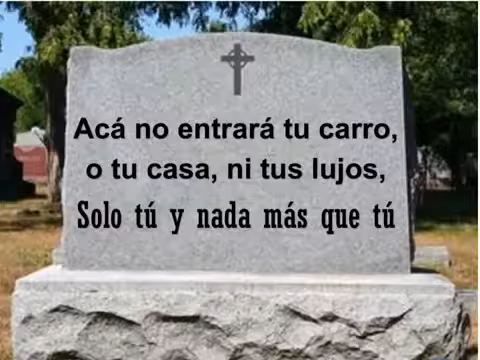 Acá no entrará tu carro,
o tu casa, ni tus lujos,
Solo tú y nada más que tú